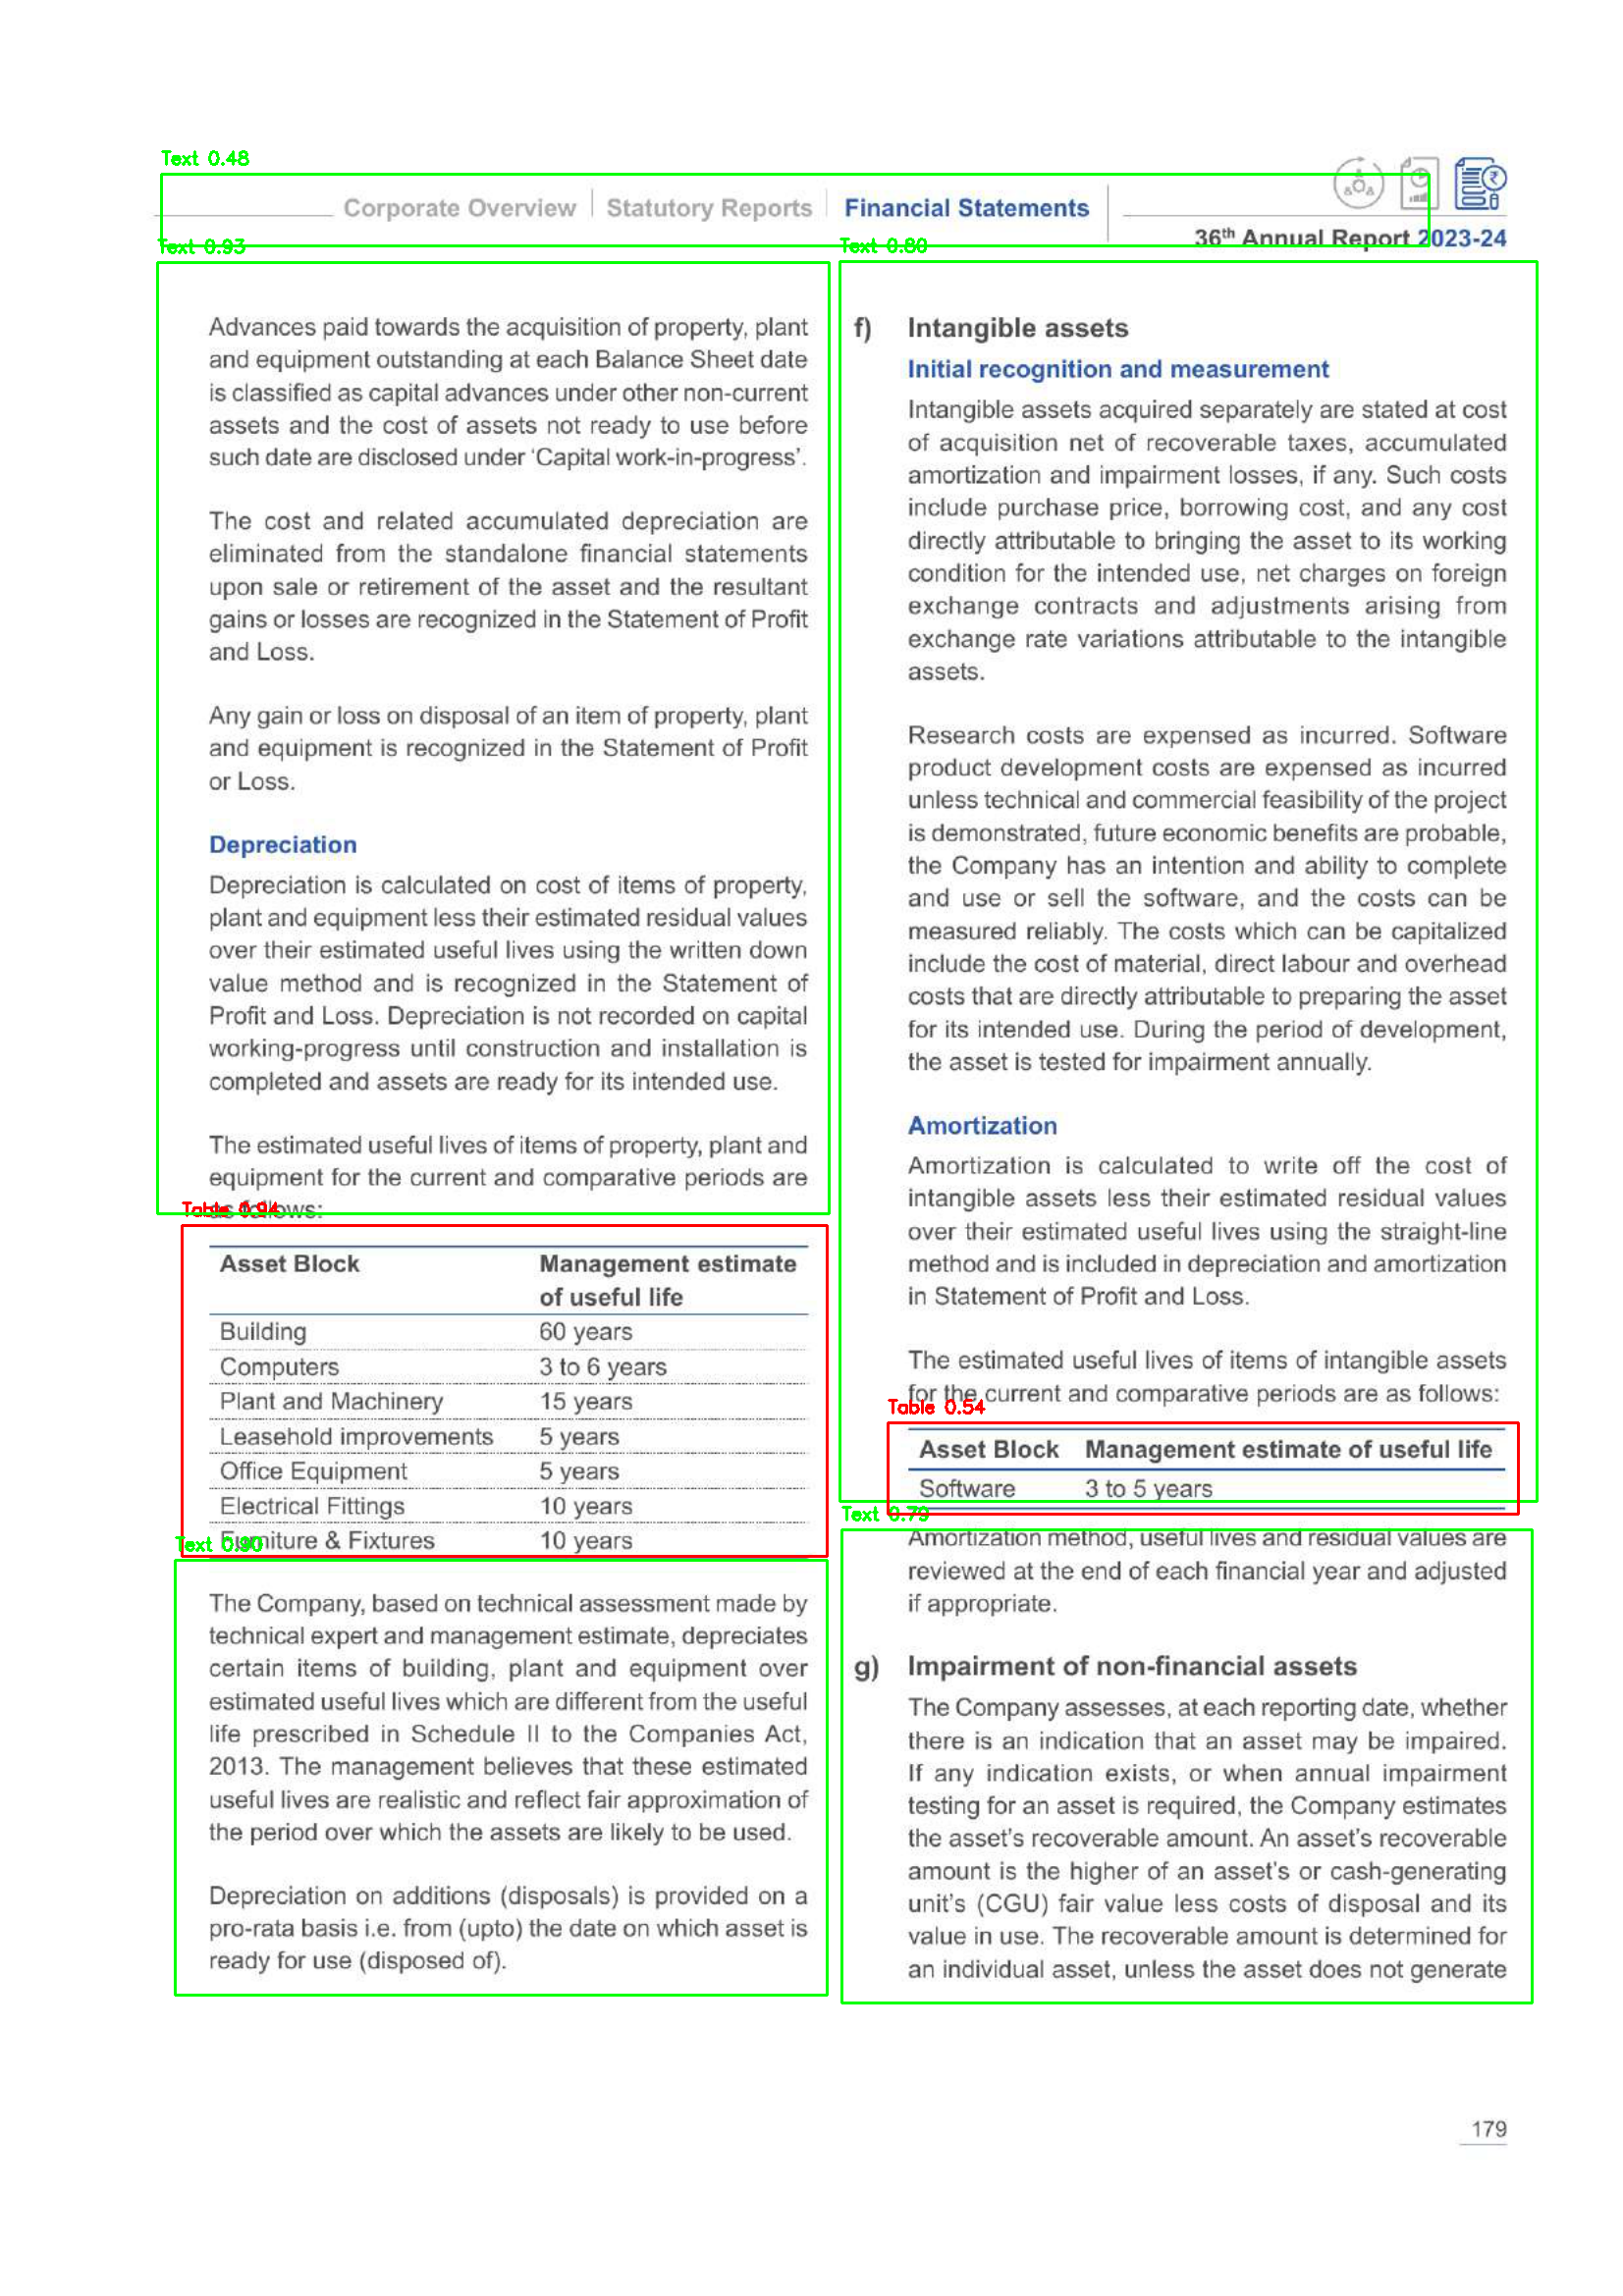 Text 0.48
Corporate Overview Statutory Reports Financial Statements
36th Annual Report 2023-24
Text 0.93
Advances paid towards the acquisition of property, plant
and equipment outstanding at each Balance Sheet date
is classified as capital advances under other non-current
assets and the cost of assets not ready to use before
such date are disclosed under ‘Capital work-in-progress’.
The cost and related accumulated depreciation are
eliminated from the standalone financial statements
upon sale or retirement of the asset and the resultant
gains or losses are recognized in the Statement of Profit
and Loss.
Any gain or loss on disposal of an item of property, plant
and equipment is recognized in the Statement of Profit
or Loss.
Depreciation
Depreciation is calculated on cost of items of property,
plant and equipment less their estimated residual values
over their estimated useful lives using the written down
value method and is recognized in the Statement of
Profit and Loss. Depreciation is not recorded on capital
working-progress until construction and installation is
completed and assets are ready for its intended use.
The estimated useful lives of items of property, plant and
equipment for the current and comparative periods are
as follows:
Table 0.94
Asset Block Management estimate
of useful life
Building 60 years
Computers 3 to 6 years
Plant and Machinery 15 years
Leasehold improvements 5 years
Office Equipment 5 years
Electrical Fittings 10 years
Furniture & Fixtures 10 years
Text 0.90
The Company, based on technical assessment made by
technical expert and management estimate, depreciates
certain items of building, plant and equipment over
estimated useful lives which are different from the useful
life prescribed in Schedule II to the Companies Act,
2013. The management believes that these estimated
useful lives are realistic and reflect fair approximation of
the period over which the assets are likely to be used.
Depreciation on additions (disposals) is provided on a
pro-rata basis i.e. from (upto) the date on which asset is
ready for use (disposed of).
Text 0.80
f) Intangible assets
Initial recognition and measurement
Intangible assets acquired separately are stated at cost
of acquisition net of recoverable taxes, accumulated
amortization and impairment losses, if any. Such costs
include purchase price, borrowing cost, and any cost
directly attributable to bringing the asset to its working
condition for the intended use, net charges on foreign
exchange contracts and adjustments arising from
exchange rate variations attributable to the intangible
assets.
Research costs are expensed as incurred. Software
product development costs are expensed as incurred
unless technical and commercial feasibility of the project
is demonstrated, future economic benefits are probable,
the Company has an intention and ability to complete
and use or sell the software, and the costs can be
measured reliably. The costs which can be capitalized
include the cost of material, direct labour and overhead
costs that are directly attributable to preparing the asset
for its intended use. During the period of development,
the asset is tested for impairment annually.
Amortization
Amortization is calculated to write off the cost of
intangible assets less their estimated residual values
over their estimated useful lives using the straight-line
method and is included in depreciation and amortization
in Statement of Profit and Loss.
The estimated useful lives of items of intangible assets
for the current and comparative periods are as follows:
Table 0.54
Asset Block Management estimate of useful life
Software 3 to 5 years
Text 0.79
Amortization method, useful lives and residual values are
reviewed at the end of each financial year and adjusted
if appropriate.
g) Impairment of non-financial assets
The Company assesses, at each reporting date, whether
there is an indication that an asset may be impaired.
If any indication exists, or when annual impairment
testing for an asset is required, the Company estimates
the asset's recoverable amount. An asset's recoverable
amount is the higher of an asset's or cash-generating
unit's (CGU) fair value less costs of disposal and its
value in use. The recoverable amount is determined for
an individual asset, unless the asset does not generate
179